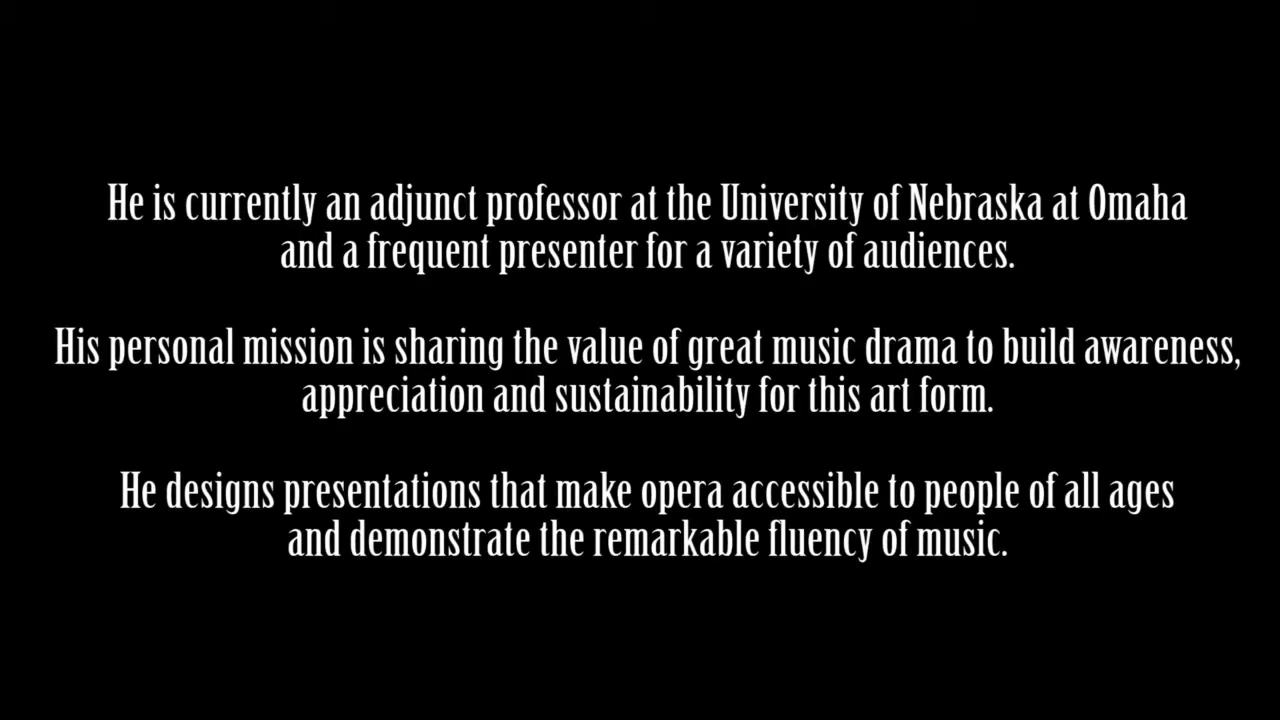 He is currently an adjunct professor at the University of Nebraska at Omaha
and a frequent presenter for a variety of audiences.
His personal mission is sharing the value of great music drama to build awareness,
appreciation and sustainability for this art form.
He designs presentations that make opera accessible to people of all ages
and demonstrate the remarkable fluency of music.